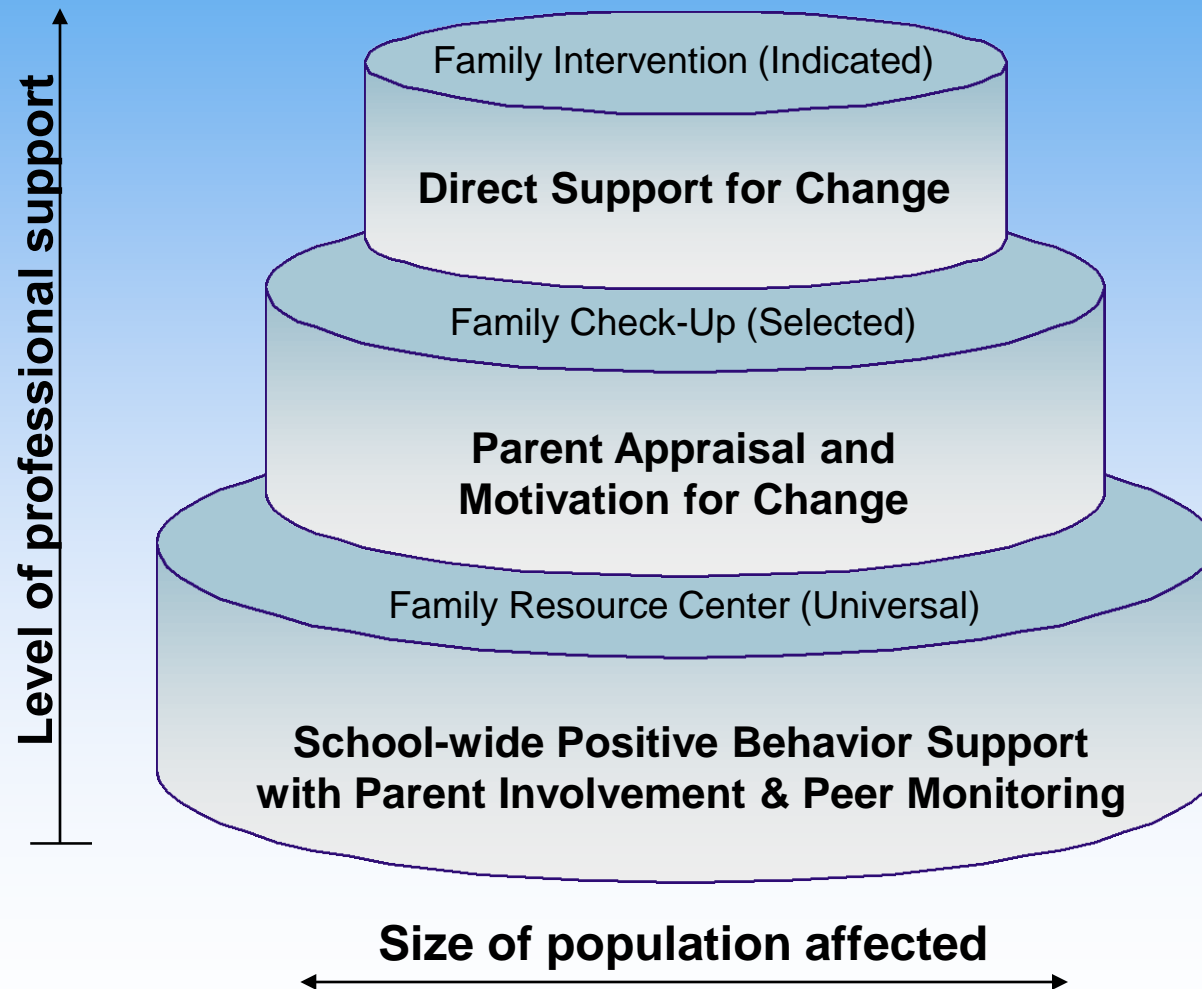 Level of professional support
Family Intervention (Indicated)
Direct Support for Change
Family Check-Up (Selected)
Parent Appraisal and
Motivation for Change
Family Resource Center (Universal)
School-wide Positive Behavior Support
with Parent Involvement & Peer Monitoring
Size of population affected